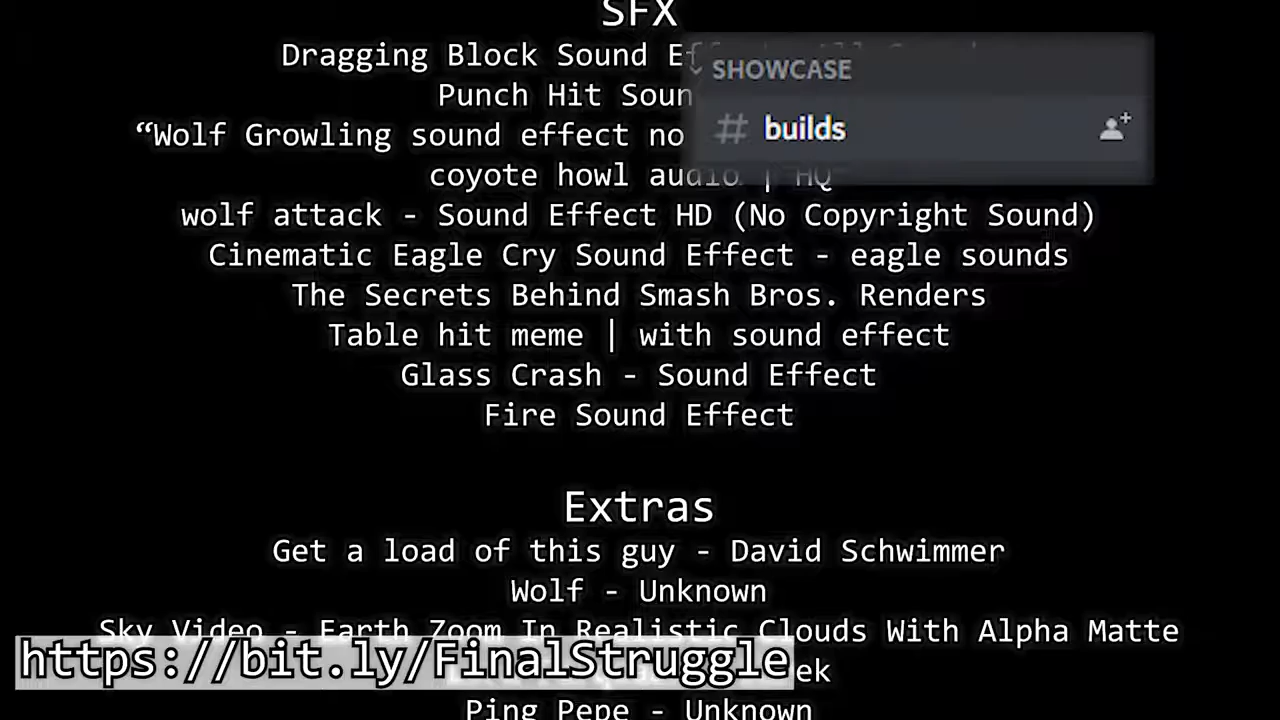 SFX
Dragging Block Sound
SHOWCASE
Punch Hit Soun
# builds
“Wolf Growling sound effect no
coyote howl audio | HQ
wolf attack - Sound Effect HD (No Copyright Sound)
Cinematic Eagle Cry Sound Effect - eagle sounds
The Secrets Behind Smash Bros. Renders
Table hit meme | with sound effect
Glass Crash - Sound Effect
Fire Sound Effect
Extras
Get a load of this guy - David Schwimmer
Wolf - Unknown
Sky Video - Earth Zoom In Realistic Clouds With Alpha Matte
https://bit.ly/FinalStruggle
Ping Pepe - Unknown